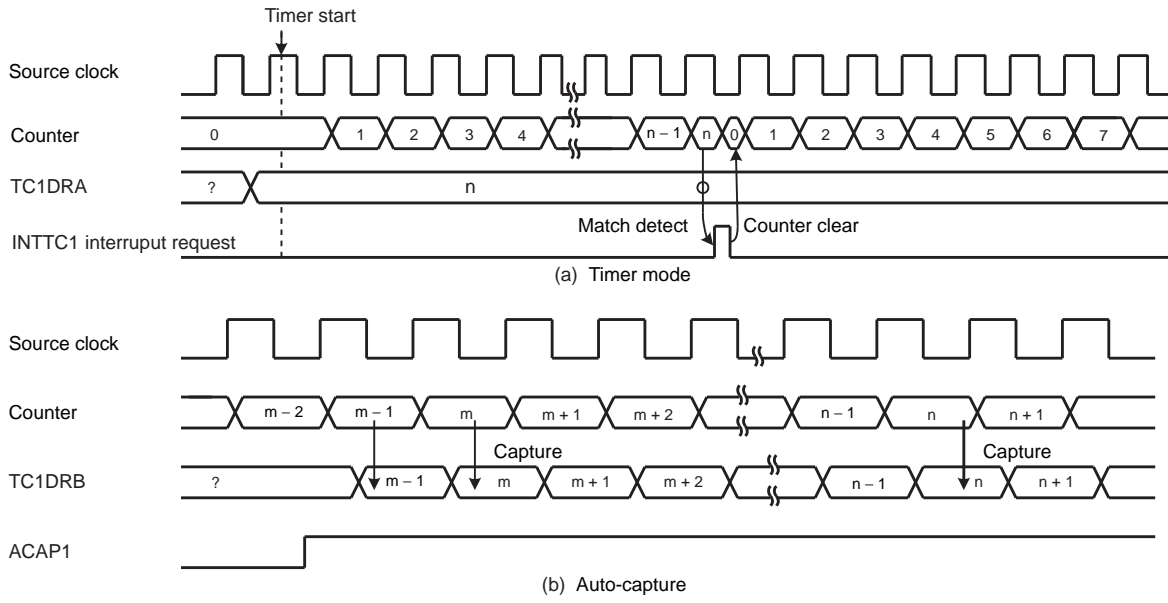 Timer start
Source clock
Counter 0 1 2 3 4 n – 1 n 0 1 2 3 4 5 6 7
TC1DRA ? n
Match detect Counter clear
INTTC1 interruput request
(a) Timer mode
Source clock
Counter m – 2 m – 1 m m + 1 m + 2 n – 1 n n + 1
Capture Capture
TC1DRB ? m – 1 m m + 1 m + 2 n – 1 n n + 1
ACAP1
(b) Auto-capture